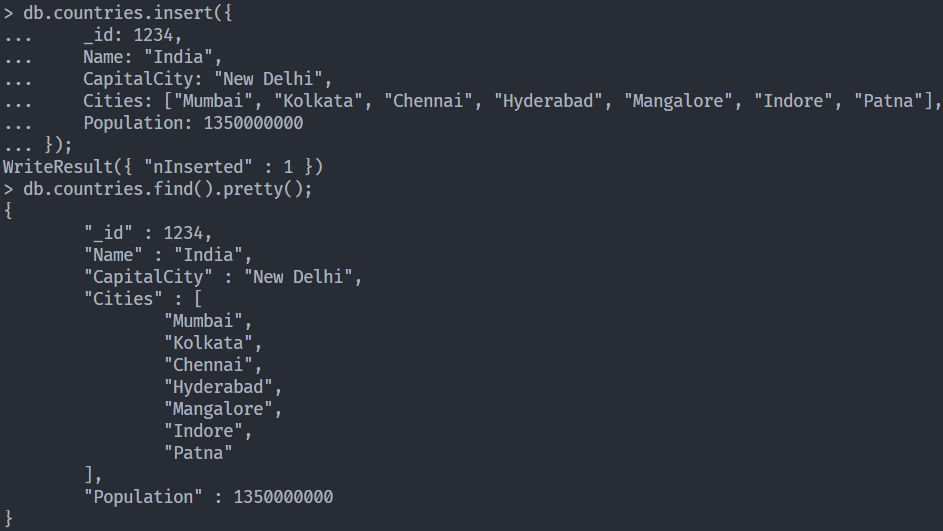 > db.countries.insert({
...     _id: 1234,
...     Name: "India",
...     CapitalCity: "New Delhi",
...     Cities: ["Mumbai", "Kolkata", "Chennai", "Hyderabad", "Mangalore", "Indore", "Patna"],
...     Population: 1350000000
... });
WriteResult({ "nInserted" : 1 })
> db.countries.find().pretty();
{
        "_id" : 1234,
        "Name" : "India",
        "CapitalCity" : "New Delhi",
        "Cities" : [
                "Mumbai",
                "Kolkata",
                "Chennai",
                "Hyderabad",
                "Mangalore",
                "Indore",
                "Patna"
        ],
        "Population" : 1350000000
}